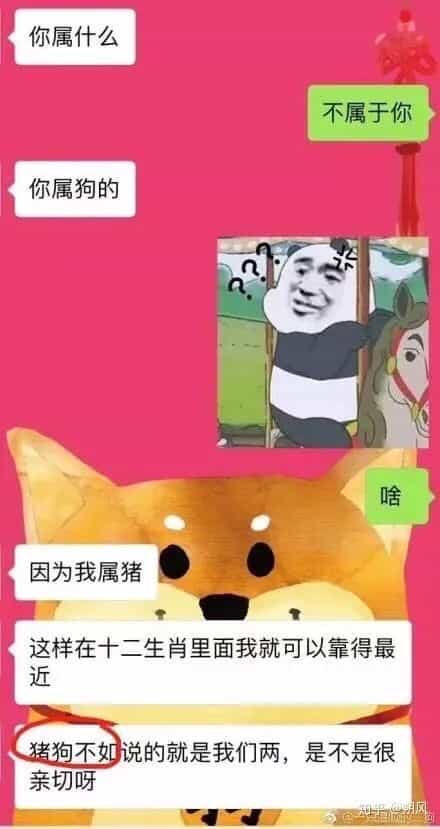 你属什么
不属于你
你属狗的
???
啥
因为我属猪
这样在十二生肖里面我就可以靠得最
近
猪狗不如说的就是我们两，是不是很
亲切呀
知乎 @朔风